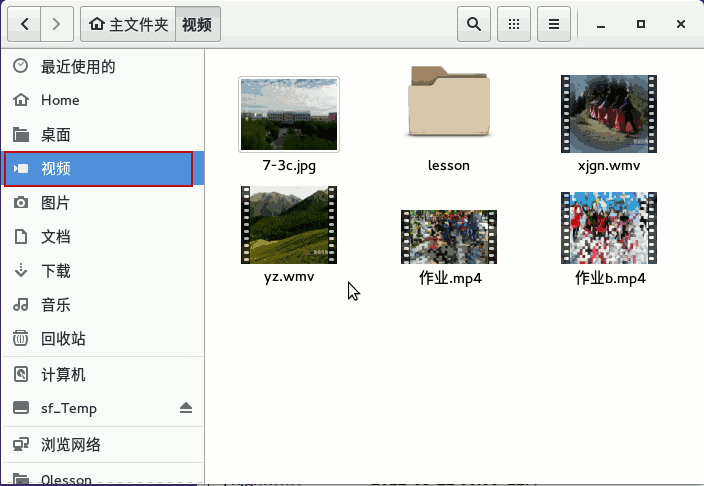 主文件夹 视频
最近使用的
Home
桌面
视频
图片
文档
下载
音乐
回收站
计算机
sf_Temp
浏览网络
0lesson
7-3c.jpg
lesson
xjgn.wmv
yz.wmv
作业.mp4
作业b.mp4